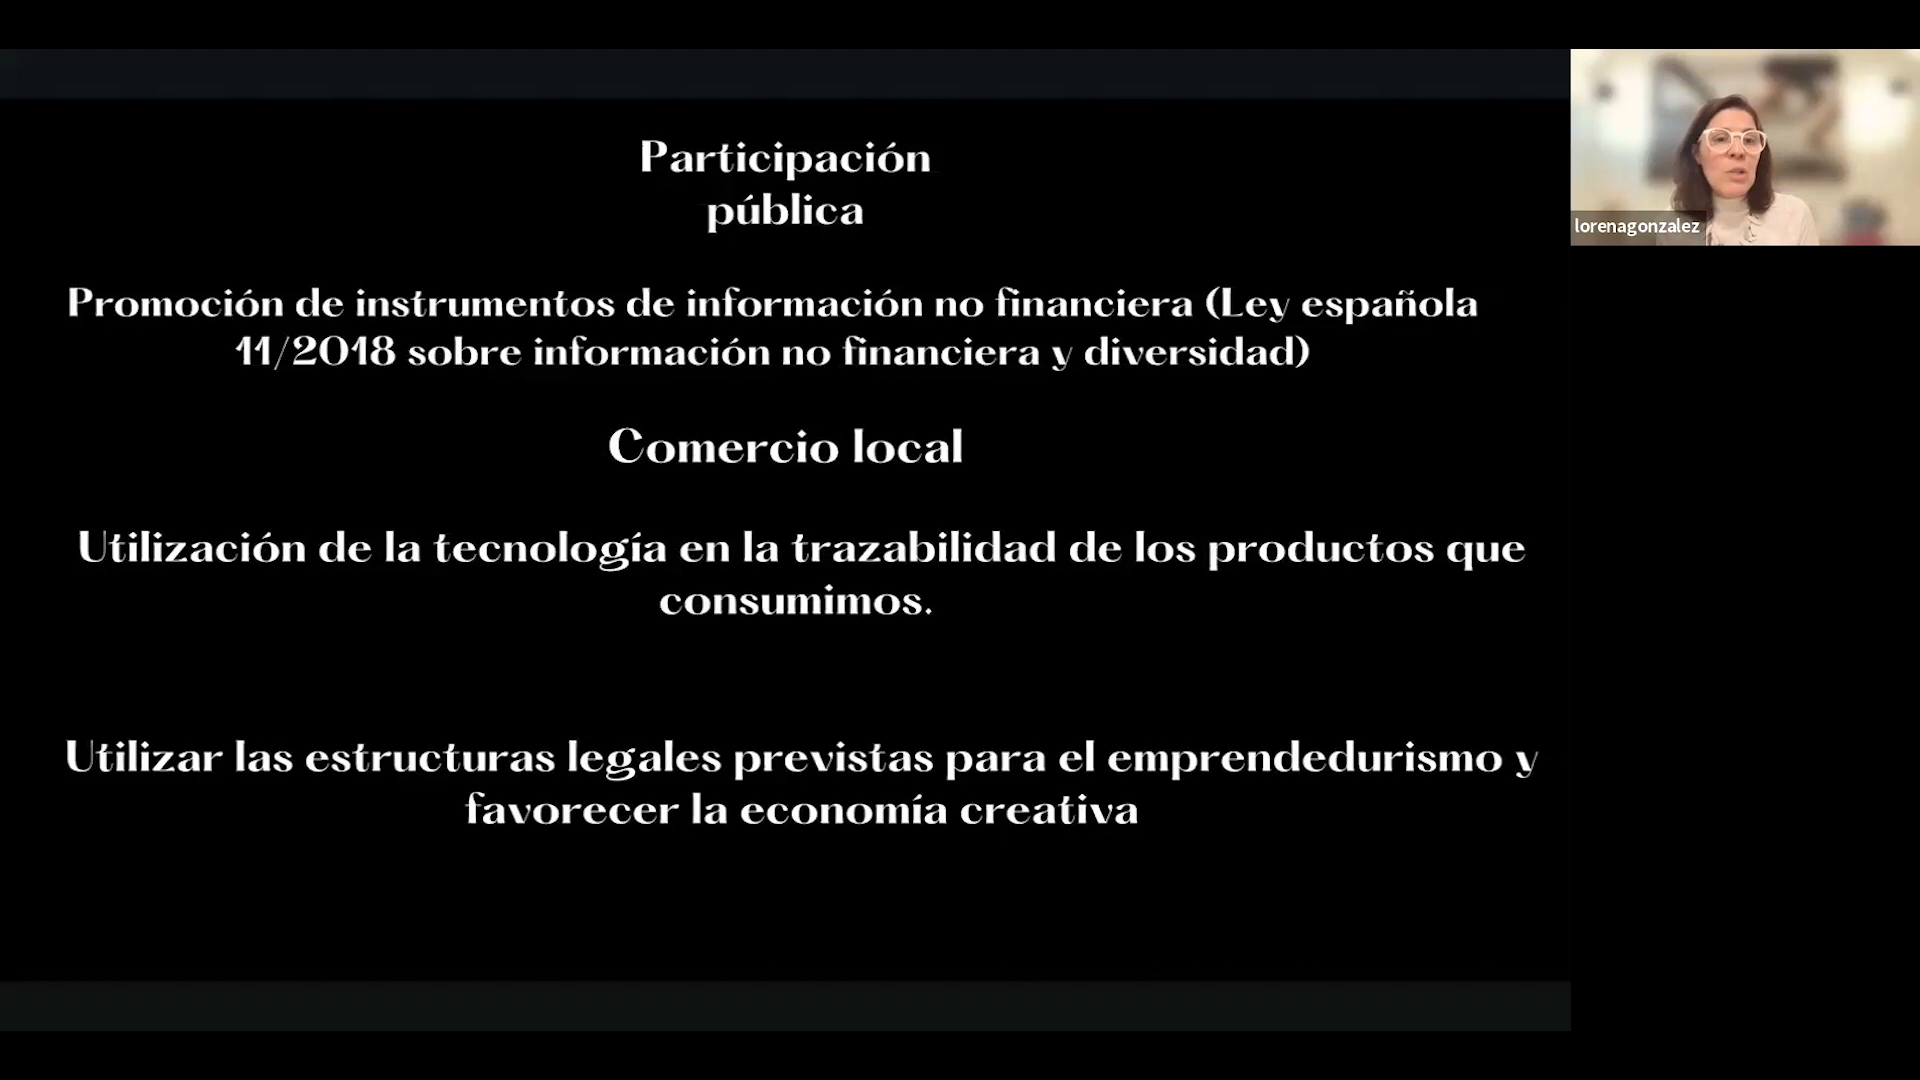 Participación
pública
Promoción de instrumentos de información no financiera (Ley española
11/2018 sobre información no financiera y diversidad)
Comercio local
Utilización de la tecnología en la trazabilidad de los productos que
consumimos.
Utilizar las estructuras legales previstas para el emprendedurismo y
favorecer la economía creativa
lorenagonzalez